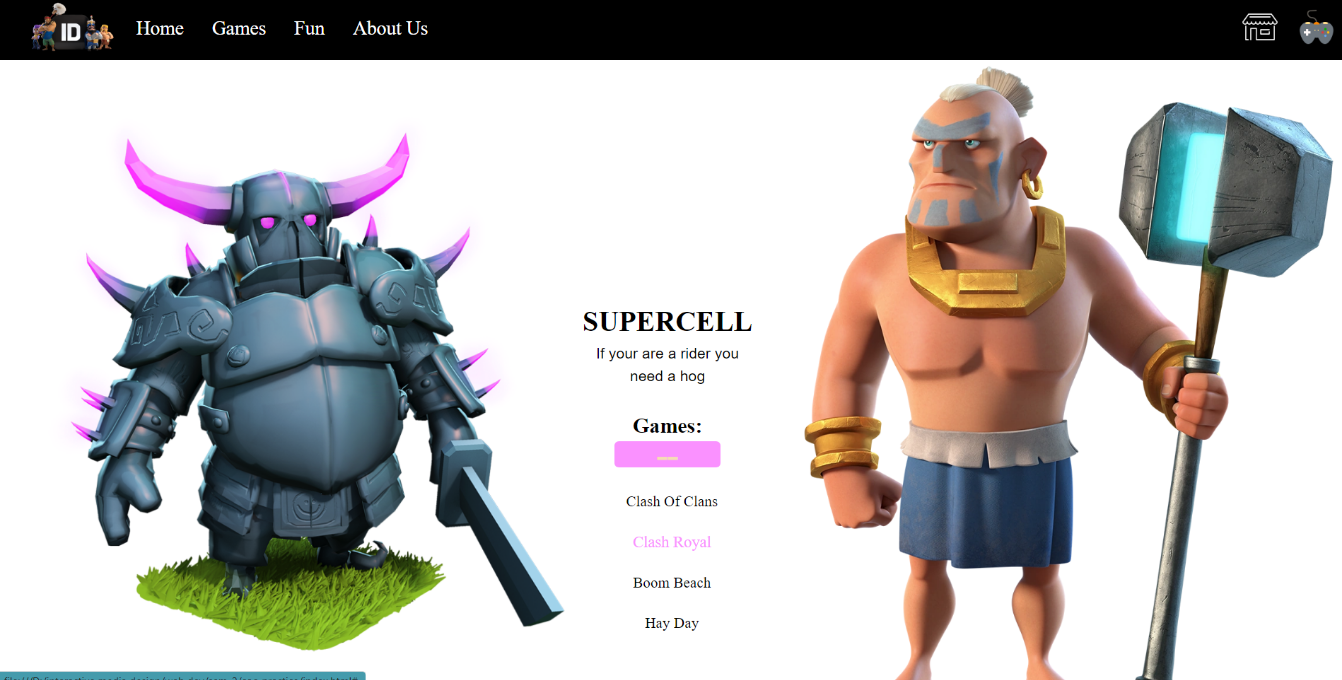 ID
Home Games Fun About Us
SUPERCELL
If your are a rider you
need a hog
Games:
Clash Of Clans
Clash Royal
Boom Beach
Hay Day